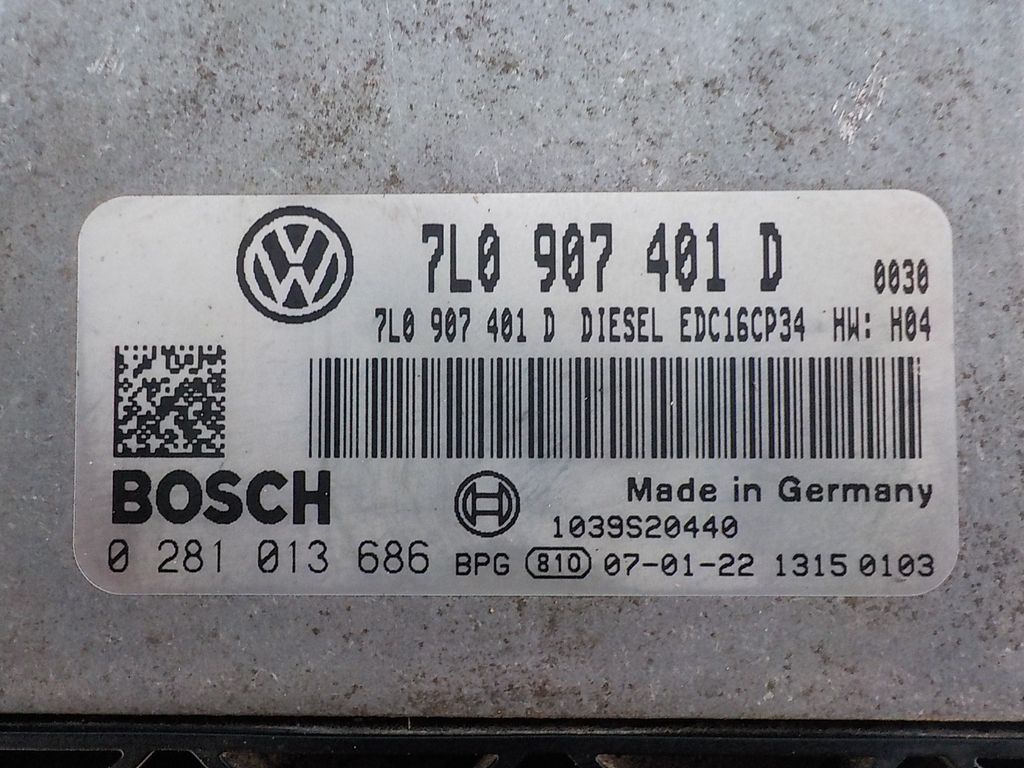 7L0 907 401 D 0030
7L0 907 401 D DIESEL EDC16CP34 HW: H04
BOSCH Made in Germany
1039S20440
0 281 013 686 BPG 810 07-01-22 1315 0103